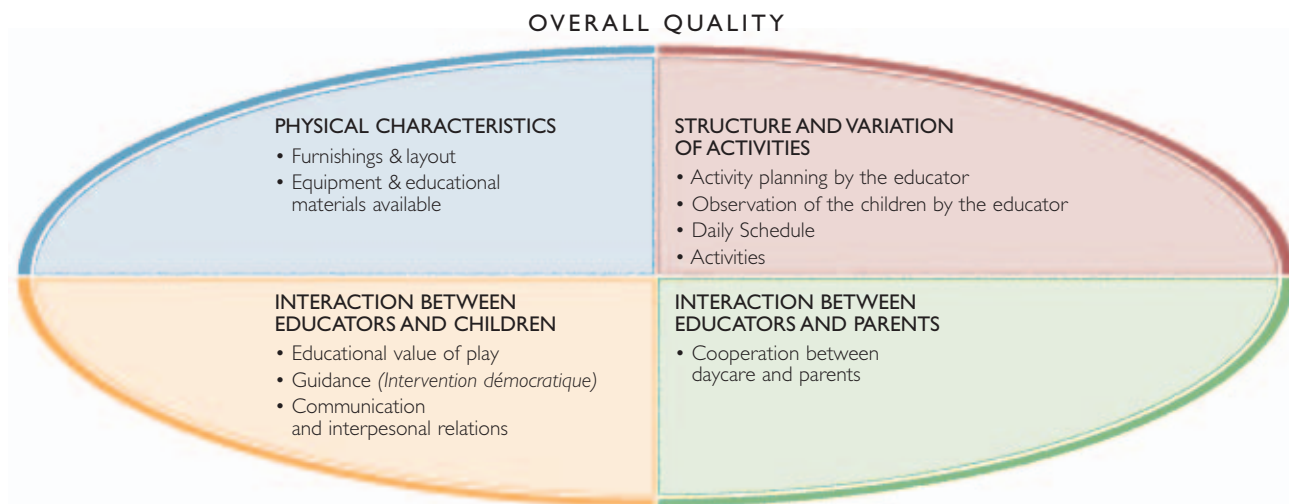 OVERALL QUALITY
PHYSICAL CHARACTERISTICS
• Furnishings & layout
• Equipment & educational
materials available
STRUCTURE AND VARIATION
OF ACTIVITIES
• Activity planning by the educator
• Observation of the children by the educator
• Daily Schedule
• Activities
INTERACTION BETWEEN
EDUCATORS AND CHILDREN
• Educational value of play
• Guidance (Intervention démocratique)
• Communication
and interpesonal relations
INTERACTION BETWEEN
EDUCATORS AND PARENTS
• Cooperation between
daycare and parents